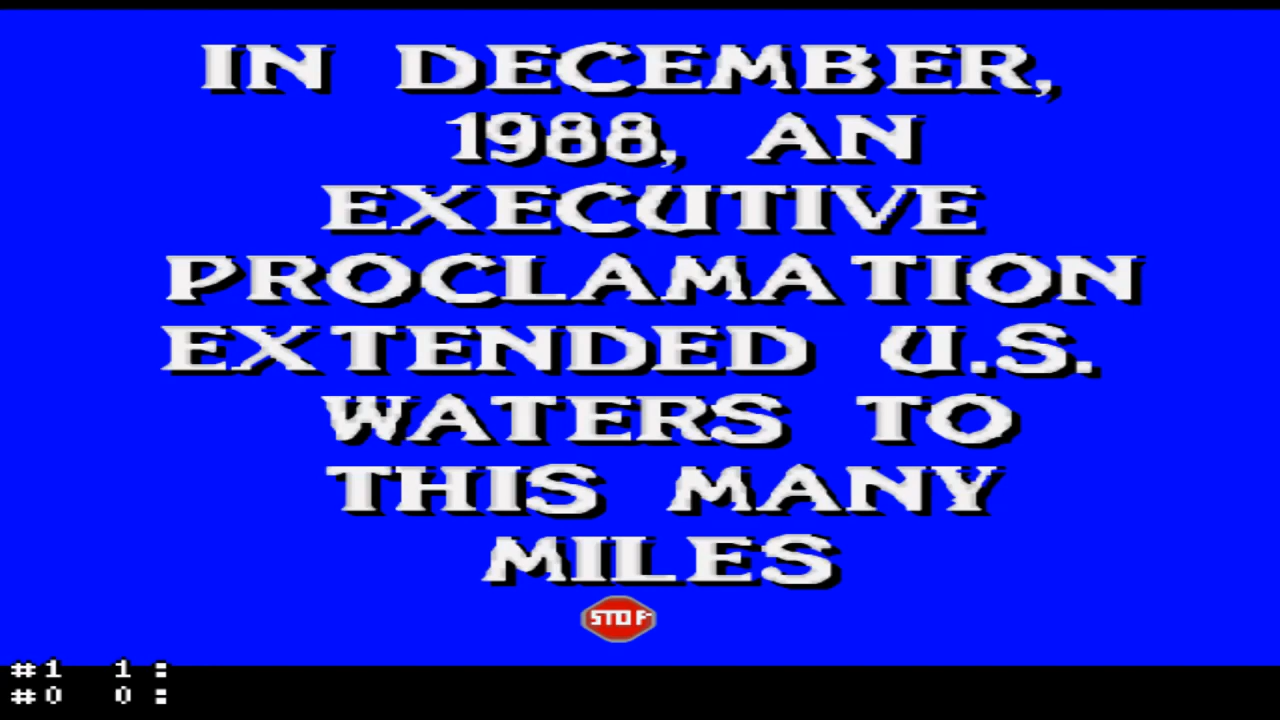 IN DECEMBER,
1988, AN
EXECUTIVE
PROCLAMATION
EXTENDED U.S.
WATERS TO
THIS MANY
MILES
STOP
#1 1 :
#0 0 :